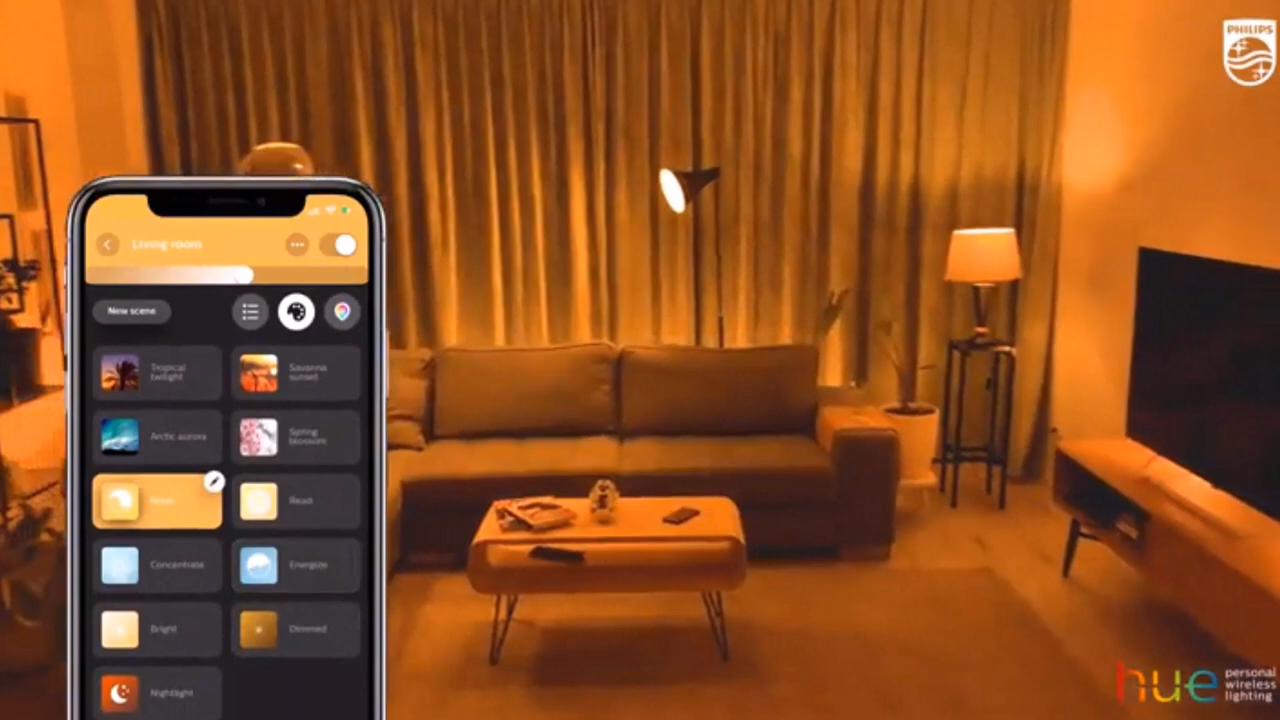 PHILIPS
Living room
New scene
Tropical
twilight
Savanna
sunset
Arctic aurora
Spring
blossom
Relax
Read
Concentrate
Energize
Bright
Dimmed
Nightlight
hue personal
wireless
lighting